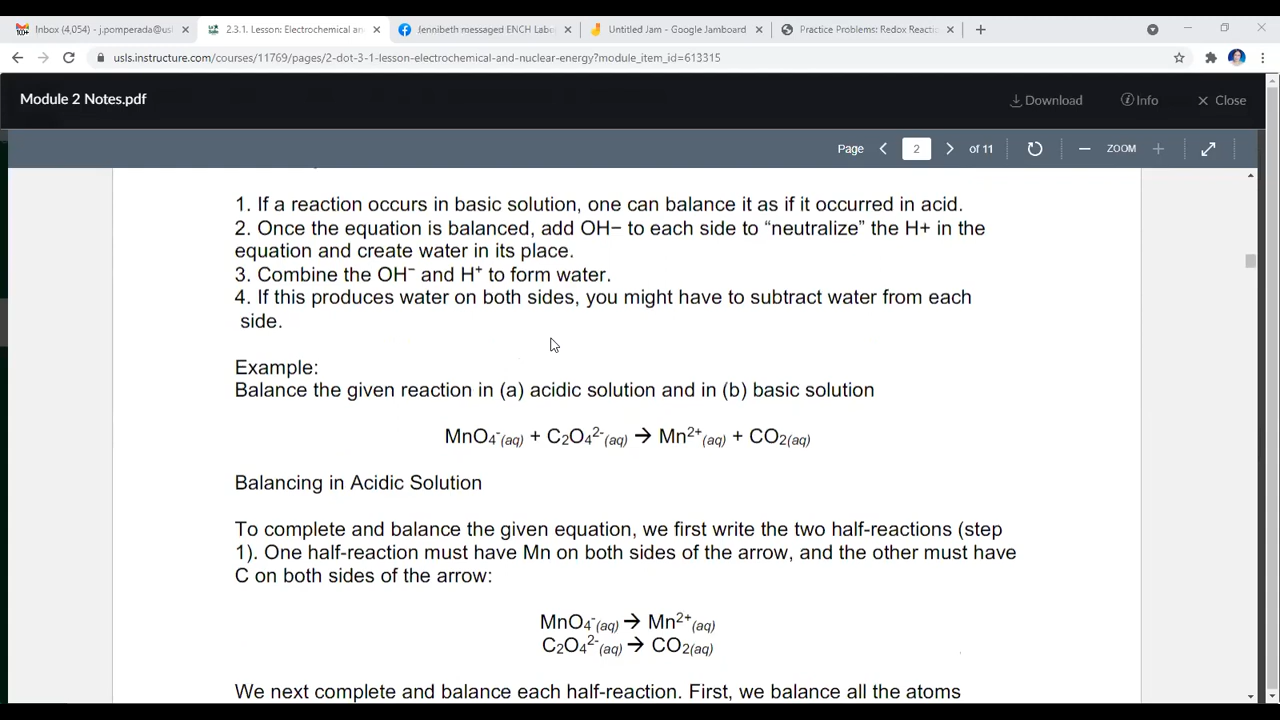 Inbox (4,054) - j.pomperada@us
2.3.1. Lesson: Electrochemical an
fennibeth messaged ENCH Labo
Untitled Jam - Google Jamboard
Practice Problems: Redox Reacti
usls.instructure.com/courses/11769/pages/2-dot-3-1-lesson-electrochemical-and-nuclear-energy?module_item_id=613315
Module 2 Notes.pdf
Download
Info
Close
Page 2 of 11
ZOOM
1. If a reaction occurs in basic solution, one can balance it as if it occurred in acid.
2. Once the equation is balanced, add OH− to each side to “neutralize” the H+ in the
equation and create water in its place.
3. Combine the OH⁻ and H⁺ to form water.
4. If this produces water on both sides, you might have to subtract water from each
side.
Example:
Balance the given reaction in (a) acidic solution and in (b) basic solution
MnO₄⁻(aq) + C₂O₄²⁻(aq) → Mn²⁺(aq) + CO₂(aq)
Balancing in Acidic Solution
To complete and balance the given equation, we first write the two half-reactions (step
1). One half-reaction must have Mn on both sides of the arrow, and the other must have
C on both sides of the arrow:
MnO₄⁻(aq) → Mn²⁺(aq)
C₂O₄²⁻(aq) → CO₂(aq)
We next complete and balance each half-reaction. First, we balance all the atoms